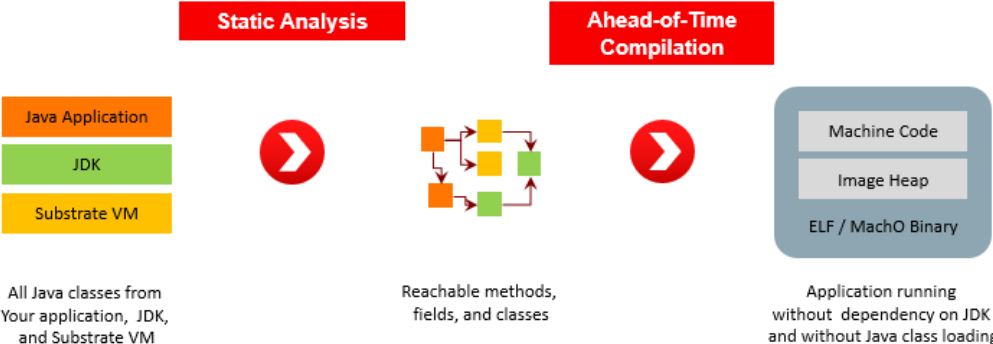 Static Analysis
Ahead-of-Time
Compilation
Java Application
JDK
Substrate VM
Machine Code
Image Heap
ELF / MachO Binary
All Java classes from
Your application, JDK,
and Substrate VM
Reachable methods,
fields, and classes
Application running
without dependency on JDK
and without Java class loading